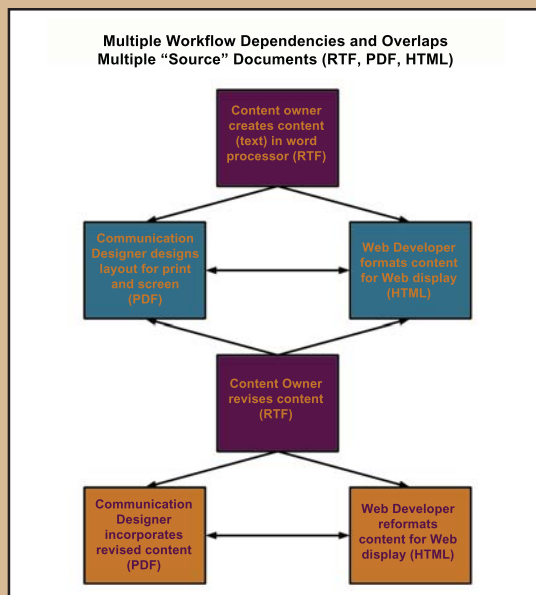 Multiple Workflow Dependencies and Overlaps
Multiple “Source” Documents (RTF, PDF, HTML)
Content owner
creates content
(text) in word
processor (RTF)
Communication
Designer designs
layout for print
and screen
(PDF)
Web Developer
formats content
for Web display
(HTML)
Content Owner
revises content
(RTF)
Communication
Designer
incorporates
revised content
(PDF)
Web Developer
reformats
content for Web
display (HTML)